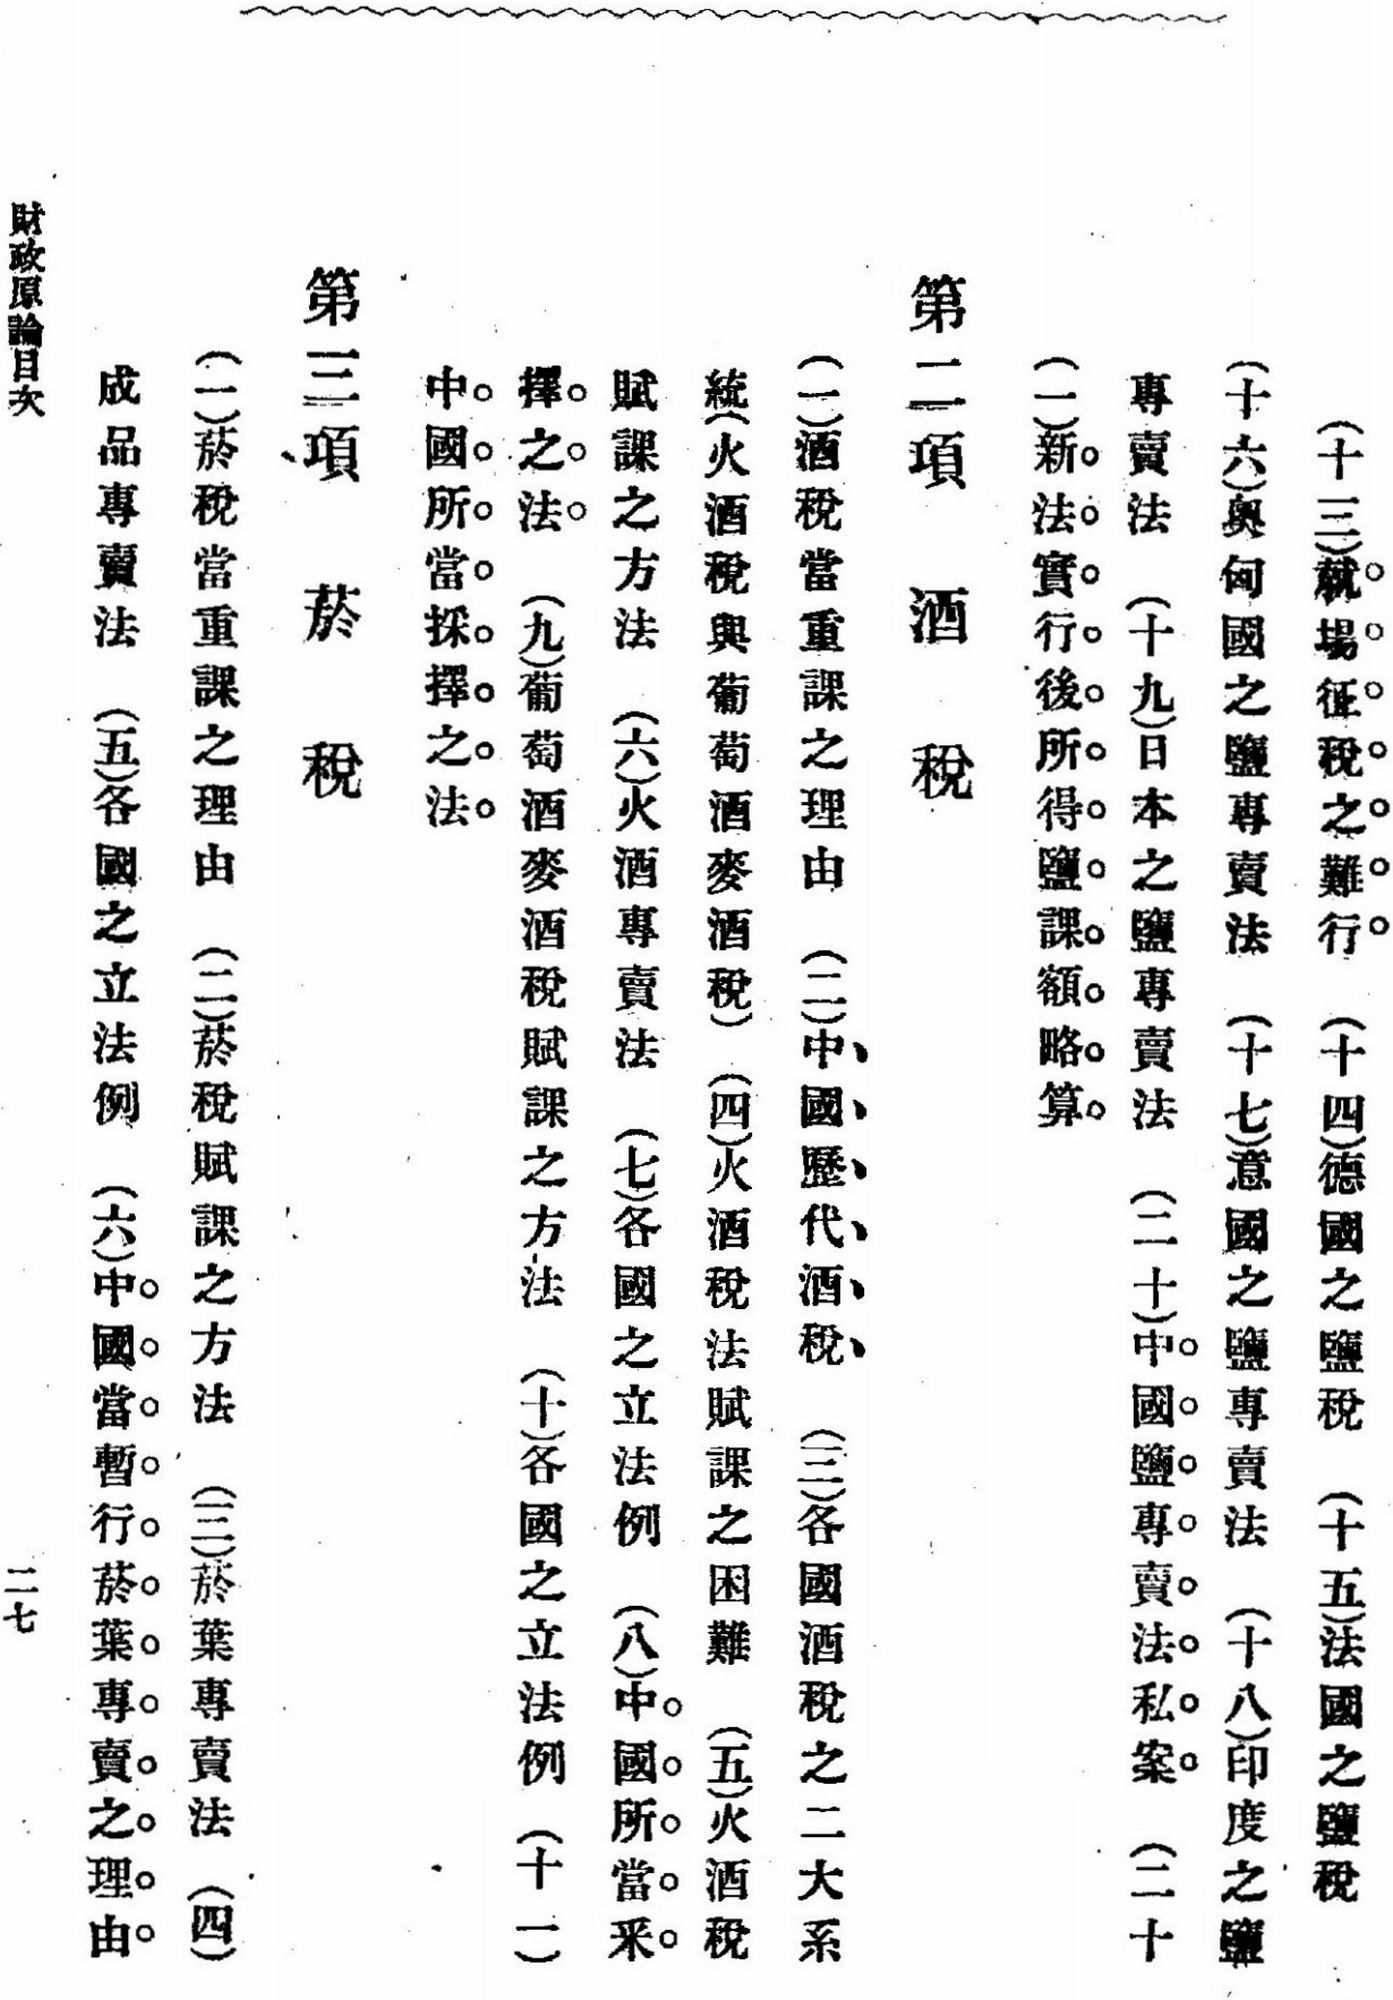 （十三）就場征稅之難行　（十四）德國之鹽稅　（十五）法國之鹽稅
（十六）奧匈國之鹽專賣法　（十七）意國之鹽專賣法　（十八）印度之鹽
專賣法　（十九）日本之鹽專賣法　（二十）中國鹽專賣法私案　（二十
（一）新法實行後所得鹽課額略算
第二項　酒　稅
（一）酒稅當重課之理由　（二）中國歷代酒稅　（三）各國酒稅之二大系
統（火酒稅與葡萄酒麥酒稅）（四）火酒稅法賦課之困難　（五）火酒稅
賦課之方法　（六）火酒專賣法　（七）各國之立法例　（八）中國所當采
擇之法　（九）葡萄酒麥酒稅賦課之方法　（十）各國之立法例　（十一）
中國所當採擇之法
第三項　菸　稅
（一）菸稅當重課之理由　（二）菸稅賦課之方法　（三）菸葉專賣法　（四）
成品專賣法　（五）各國之立法例　（六）中國當暫行菸葉專賣之理由
財政原論目次
二七